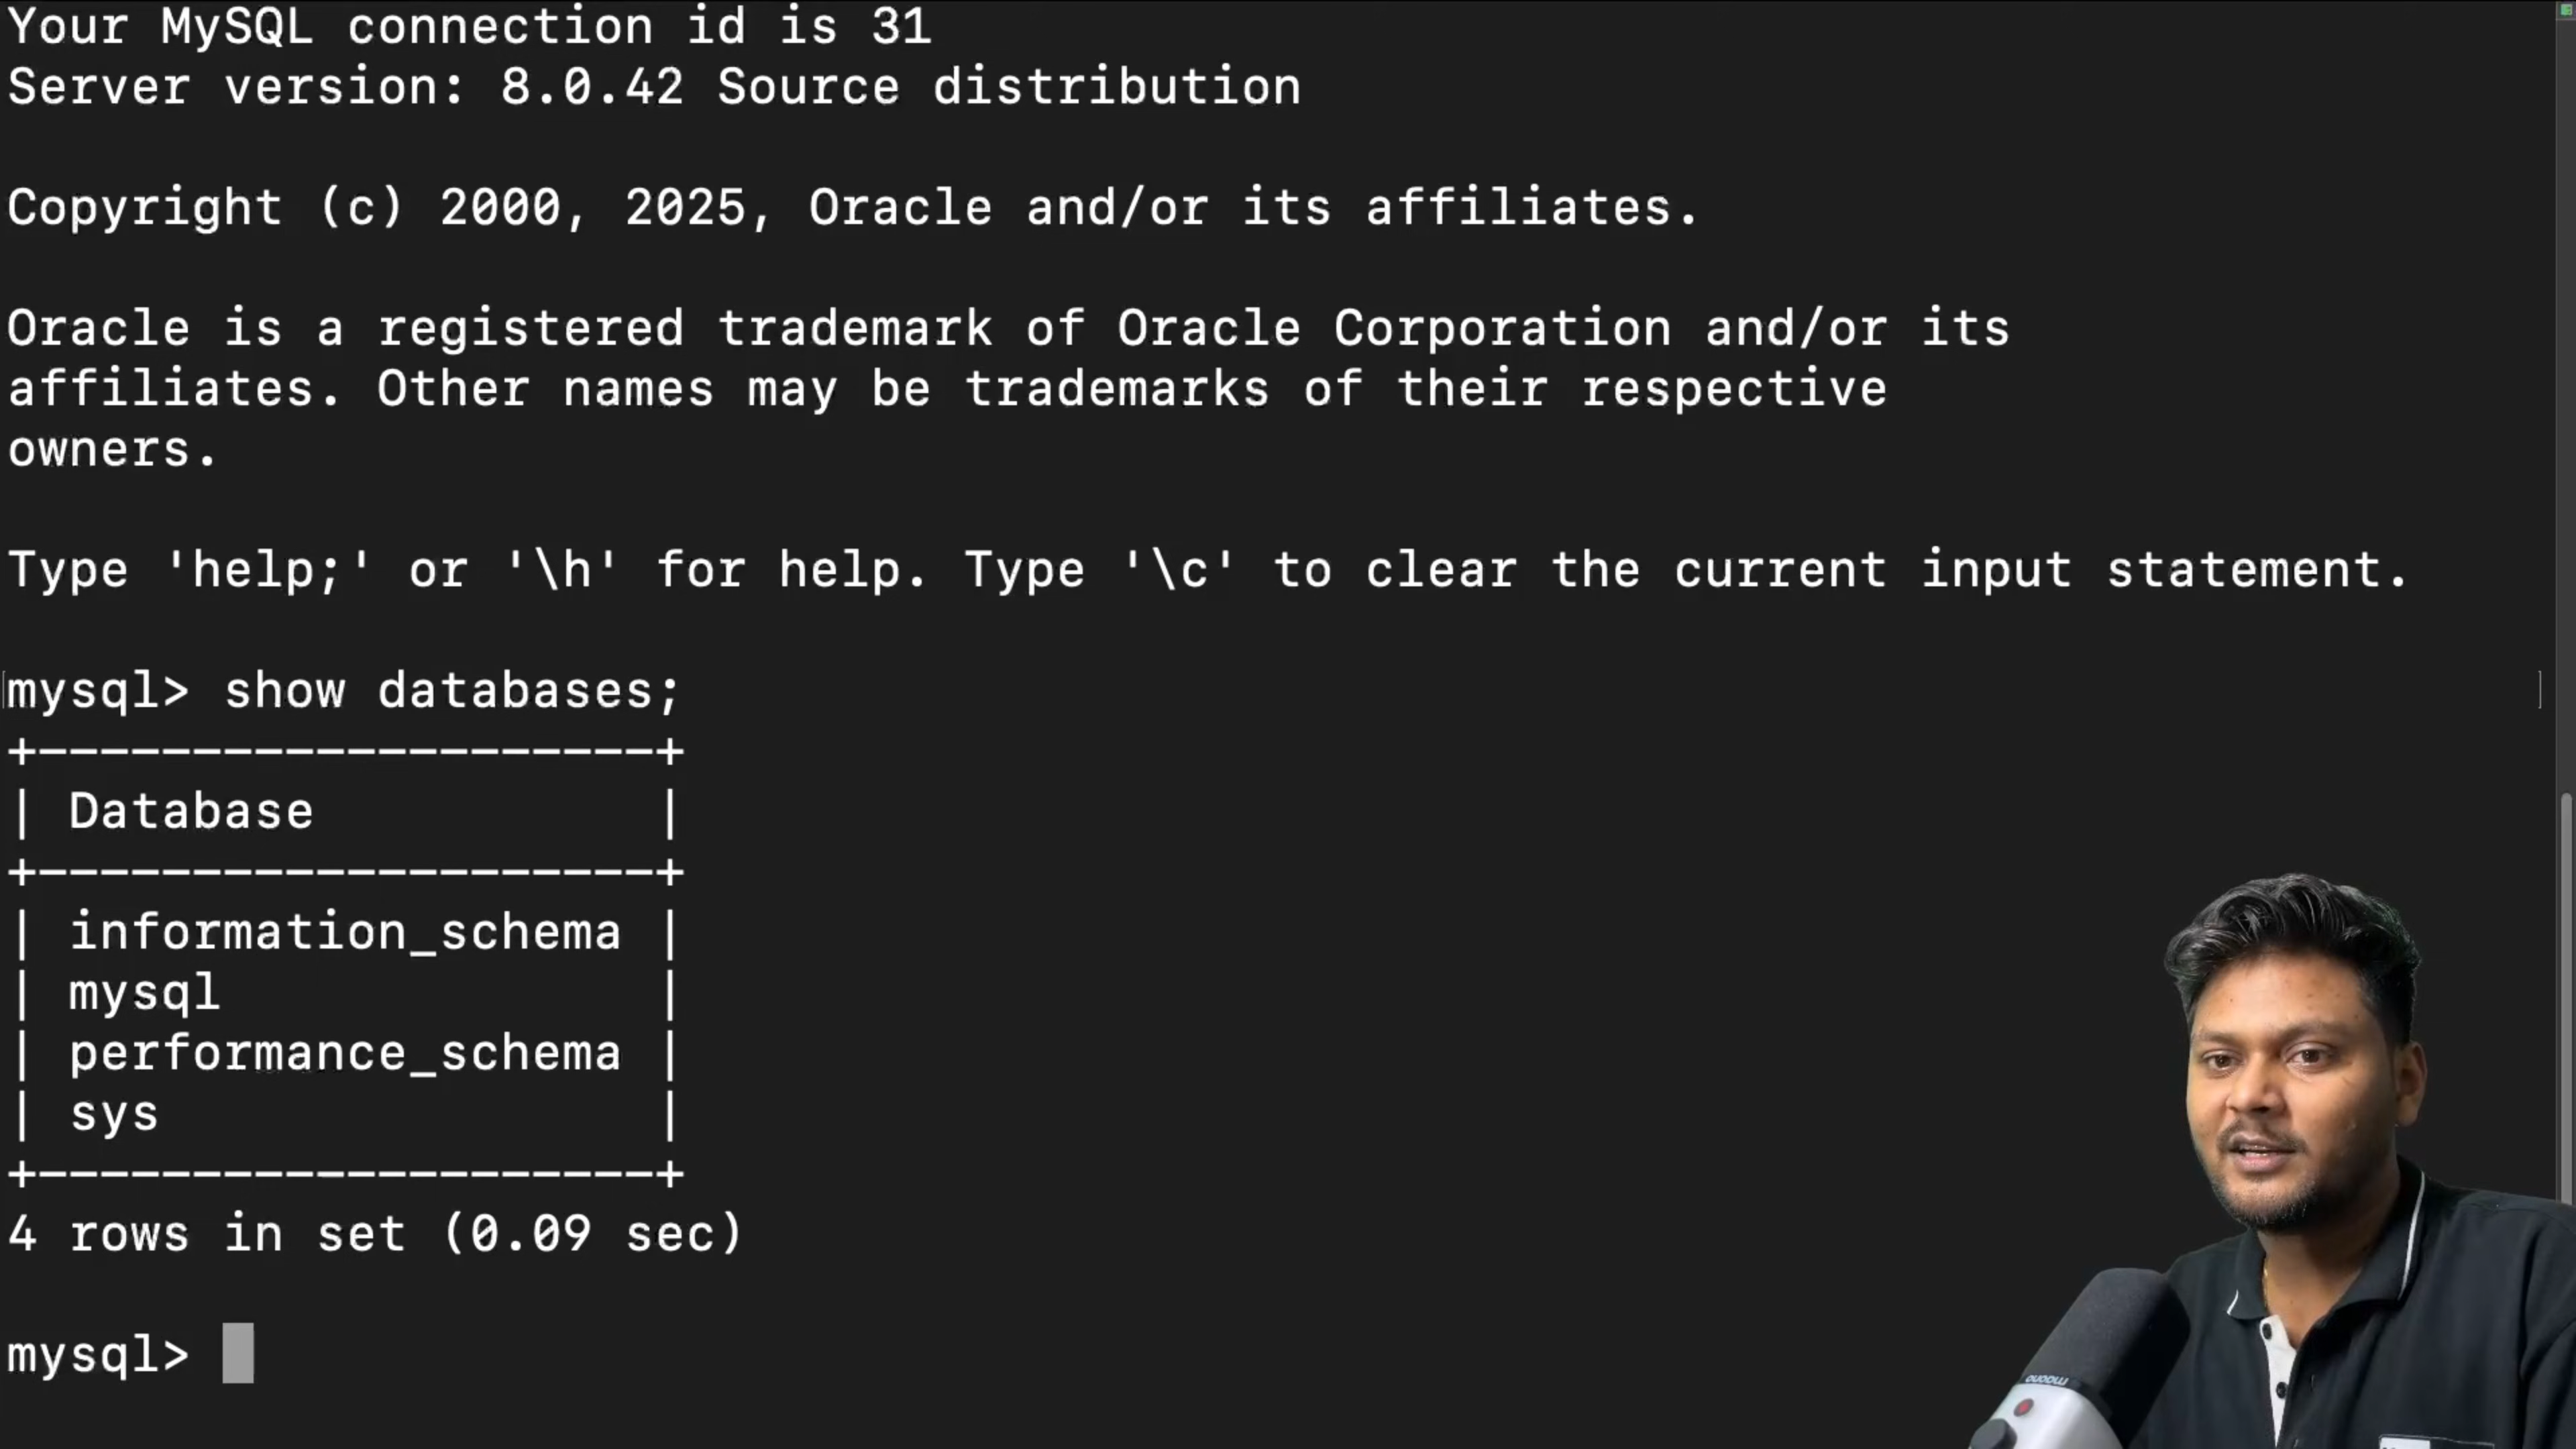 Your MySQL connection id is 31
Server version: 8.0.42 Source distribution
Copyright (c) 2000, 2025, Oracle and/or its affiliates.
Oracle is a registered trademark of Oracle Corporation and/or its
affiliates. Other names may be trademarks of their respective
owners.
Type 'help;' or '\h' for help. Type '\c' to clear the current input statement.
mysql> show databases;
+--------------------+
| Database           |
+--------------------+
| information_schema |
| mysql              |
| performance_schema |
| sys                |
+--------------------+
4 rows in set (0.09 sec)
mysql>
maono